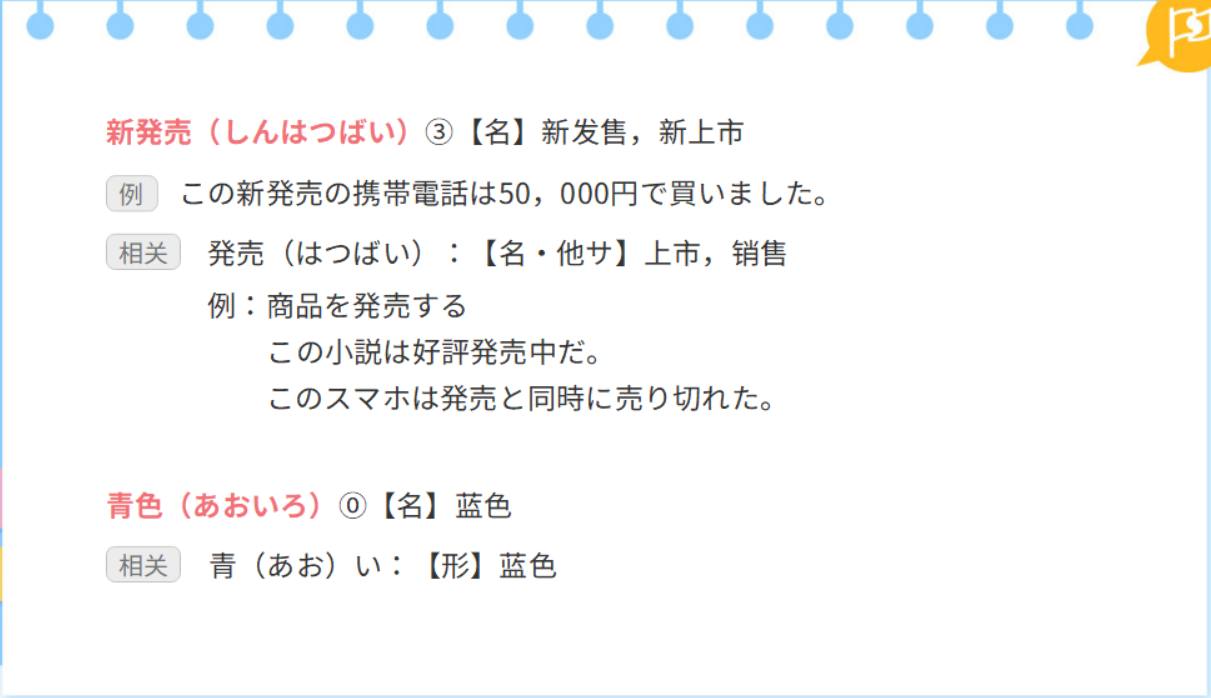 新発売（しんはつばい）③【名】新发售，新上市
例 この新発売の携帯電話は50，000円で買いました。
相关 発売（はつばい）：【名・他サ】上市，销售
例：商品を発売する
この小説は好評発売中だ。
このスマホは発売と同時に売り切れた。
青色（あおいろ）⓪【名】蓝色
相关 青（あお）い：【形】蓝色